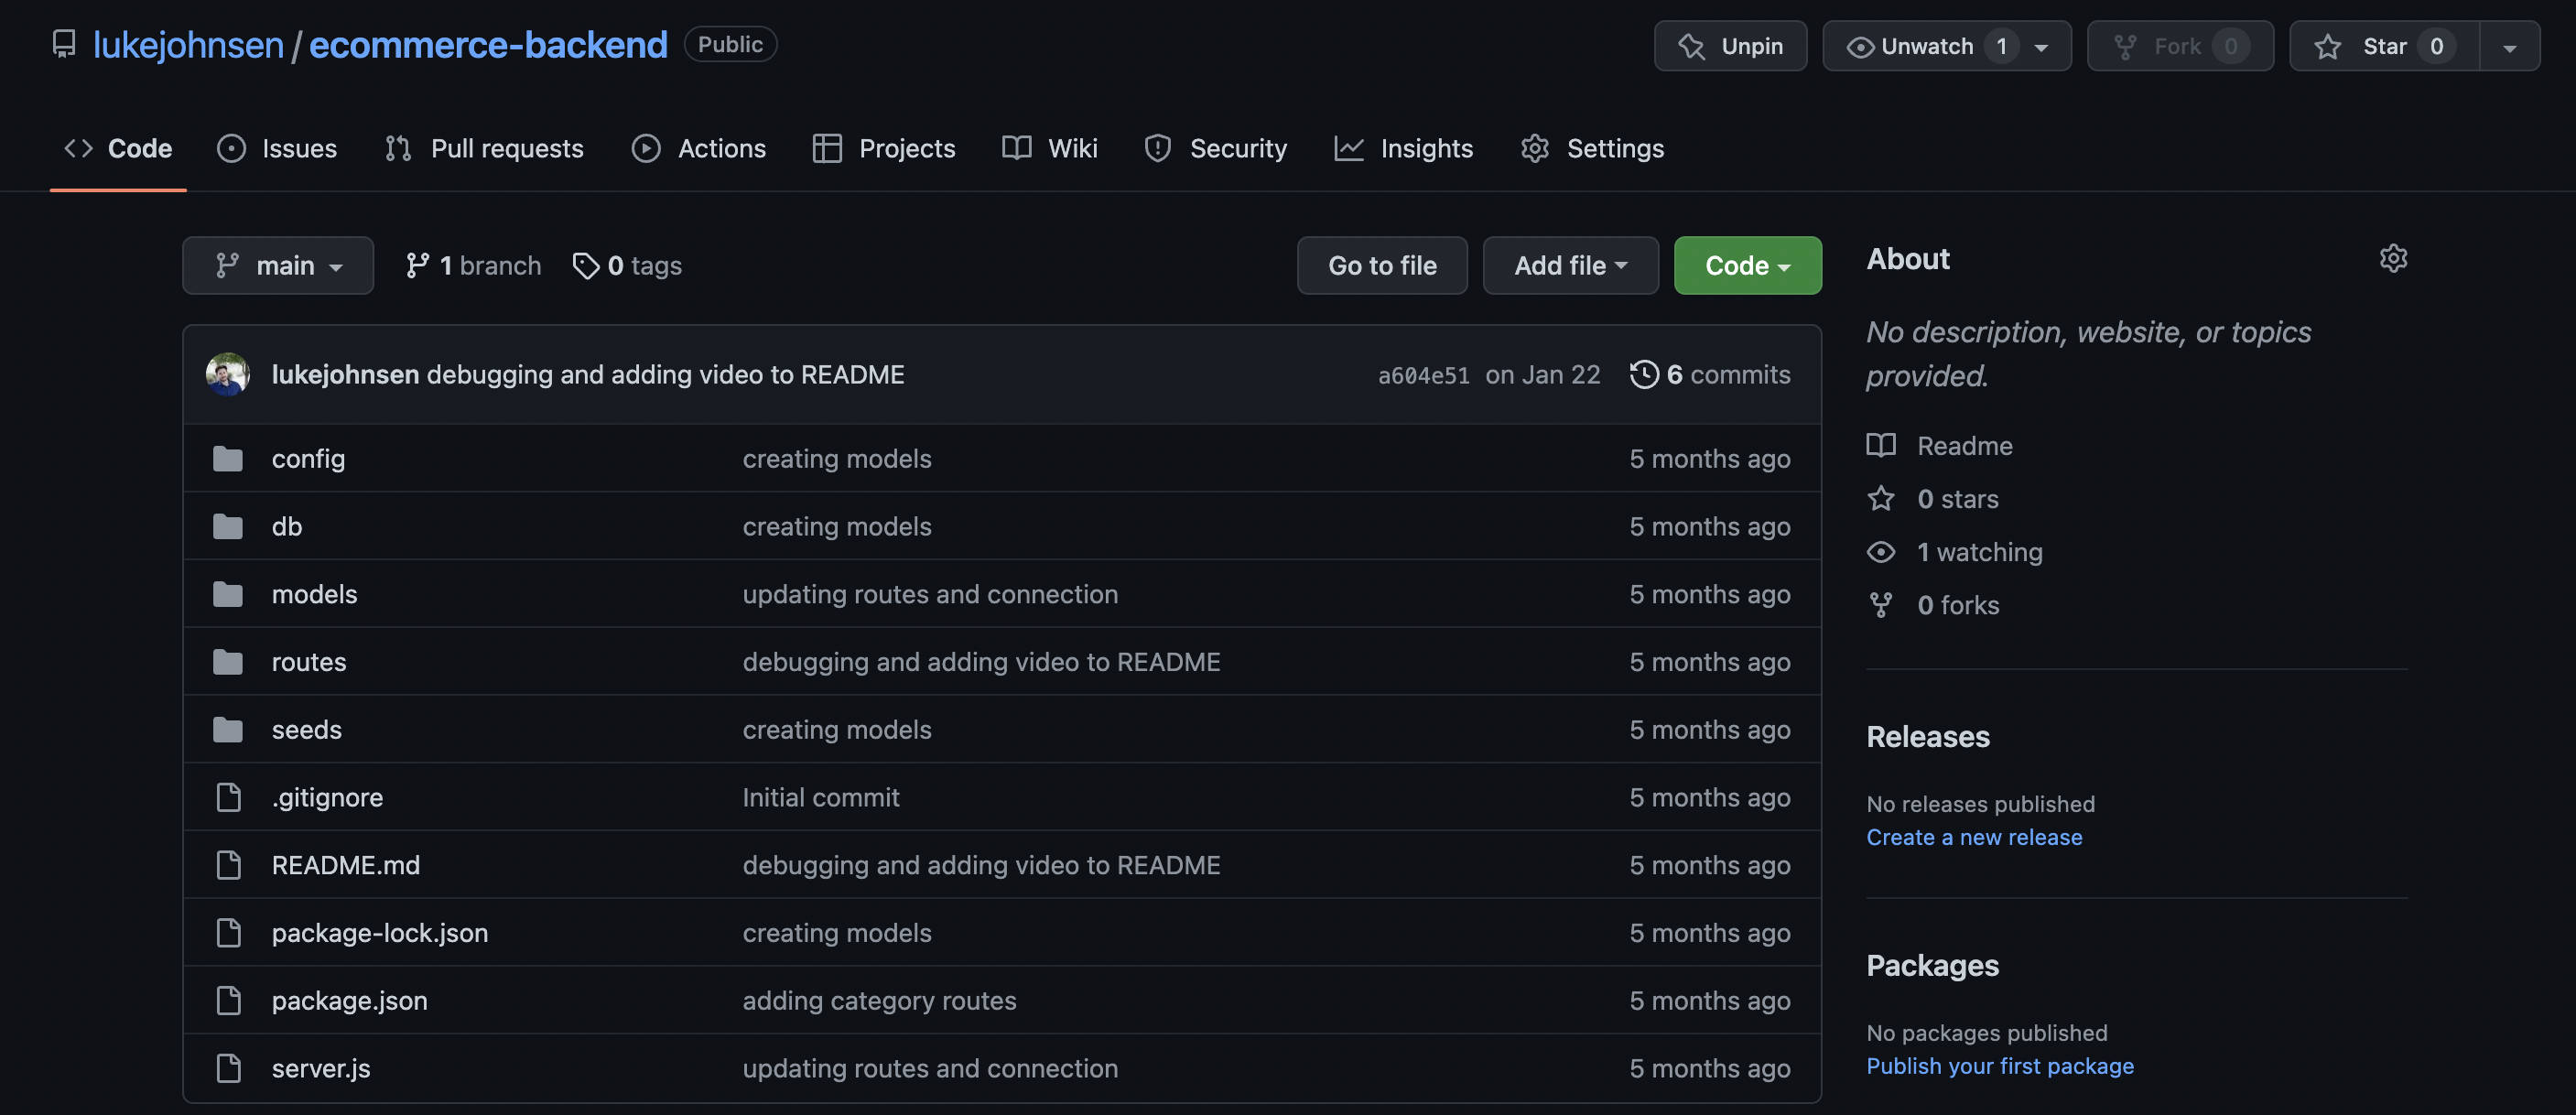 lukejohnsen / ecommerce-backend Public
Unpin
Unwatch 1
Fork 0
Star 0
Code
Issues
Pull requests
Actions
Projects
Wiki
Security
Insights
Settings
main
1 branch
0 tags
Go to file
Add file
Code
lukejohnsen debugging and adding video to README
a604e51 on Jan 22
6 commits
config creating models 5 months ago
db creating models 5 months ago
models updating routes and connection 5 months ago
routes debugging and adding video to README 5 months ago
seeds creating models 5 months ago
.gitignore Initial commit 5 months ago
README.md debugging and adding video to README 5 months ago
package-lock.json creating models 5 months ago
package.json adding category routes 5 months ago
server.js updating routes and connection 5 months ago
About
No description, website, or topics
provided.
Readme
0 stars
1 watching
0 forks
Releases
No releases published
Create a new release
Packages
No packages published
Publish your first package